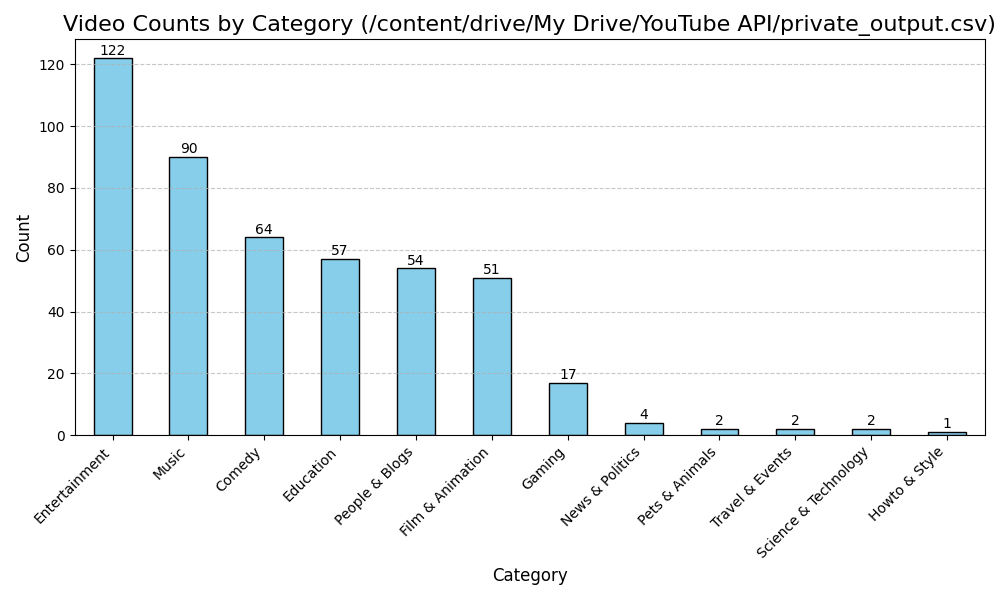 Video Counts by Category (/content/drive/My Drive/YouTube API/private_output.csv)
Count
120
100
80
60
40
20
0
122
90
64
57
54
51
17
4
2
2
2
1
Entertainment
Music
Comedy
Education
People & Blogs
Film & Animation
Gaming
News & Politics
Pets & Animals
Travel & Events
Science & Technology
Howto & Style
Category